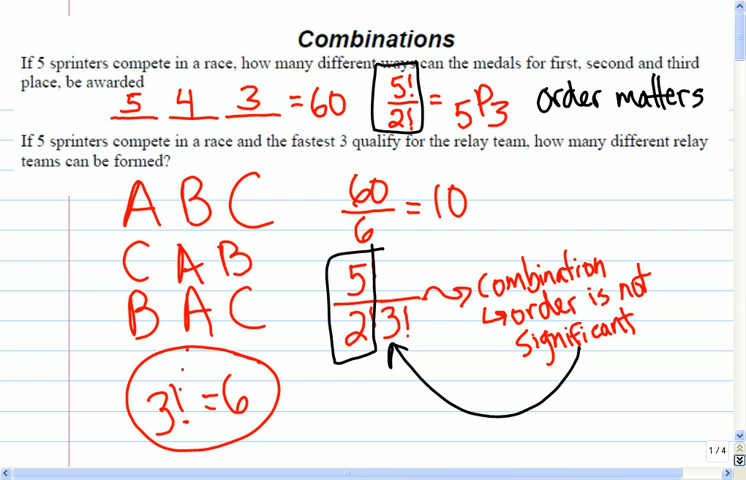 Combinations
If 5 sprinters compete in a race, how many different ways can the medals for first, second and third
place, be awarded
5 4 3 = 60
5!
2!
= 5P3
order matters
If 5 sprinters compete in a race and the fastest 3 qualify for the relay team, how many different relay
teams can be formed?
A B C
C A B
B A C
3! = 6
60
6
= 10
5
2! 3!
combination
↳ order is not
significant
1 / 4